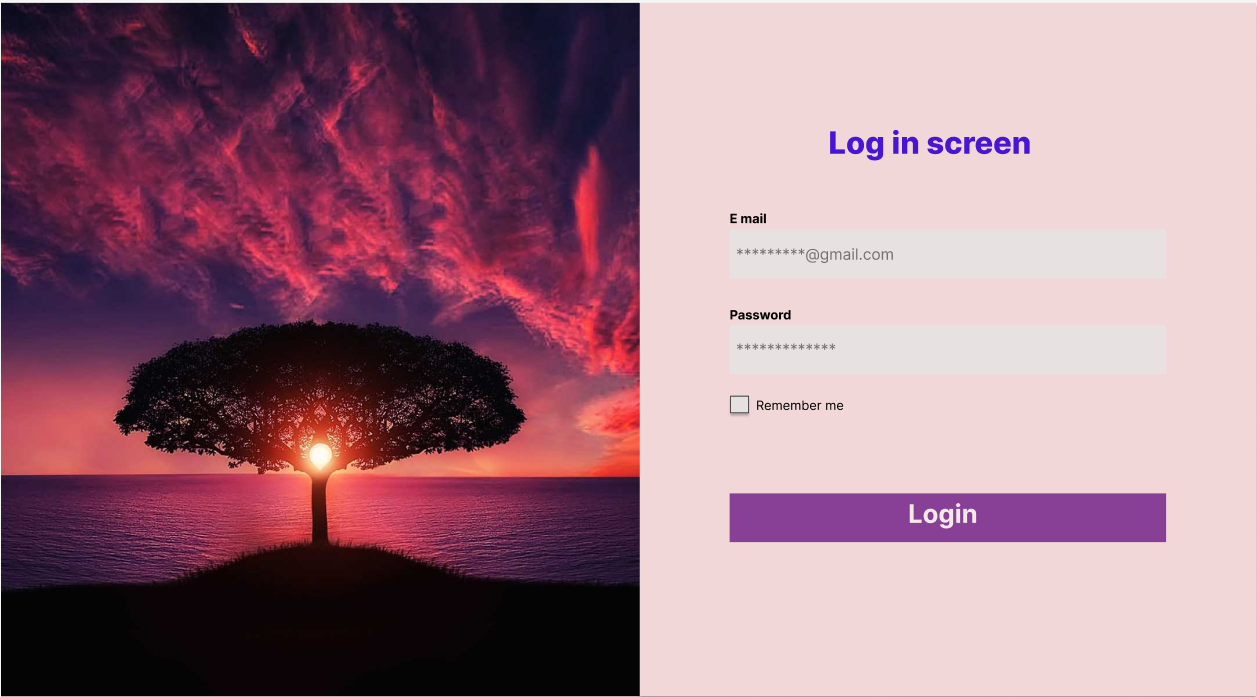 Log in screen
E mail
*********@gmail.com
Password
*************
Remember me
Login